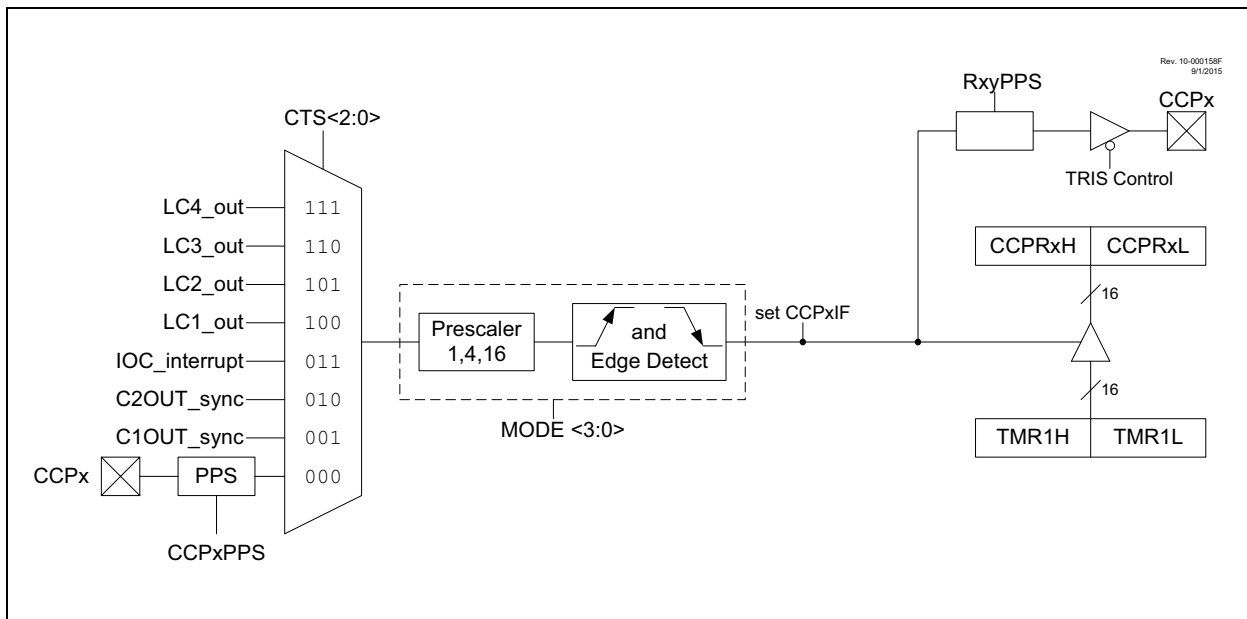 Rev. 10-000158F
9/1/2015
RxyPPS
CCPx
CTS<2:0>
TRIS Control
LC4_out 111
LC3_out 110
LC2_out 101
LC1_out 100
IOC_interrupt 011
C2OUT_sync 010
C1OUT_sync 001
CCPx PPS 000
CCPxPPS
Prescaler
1,4,16
and
Edge Detect
MODE <3:0>
set CCPxIF
CCPRxH CCPRxL
16
16
TMR1H TMR1L